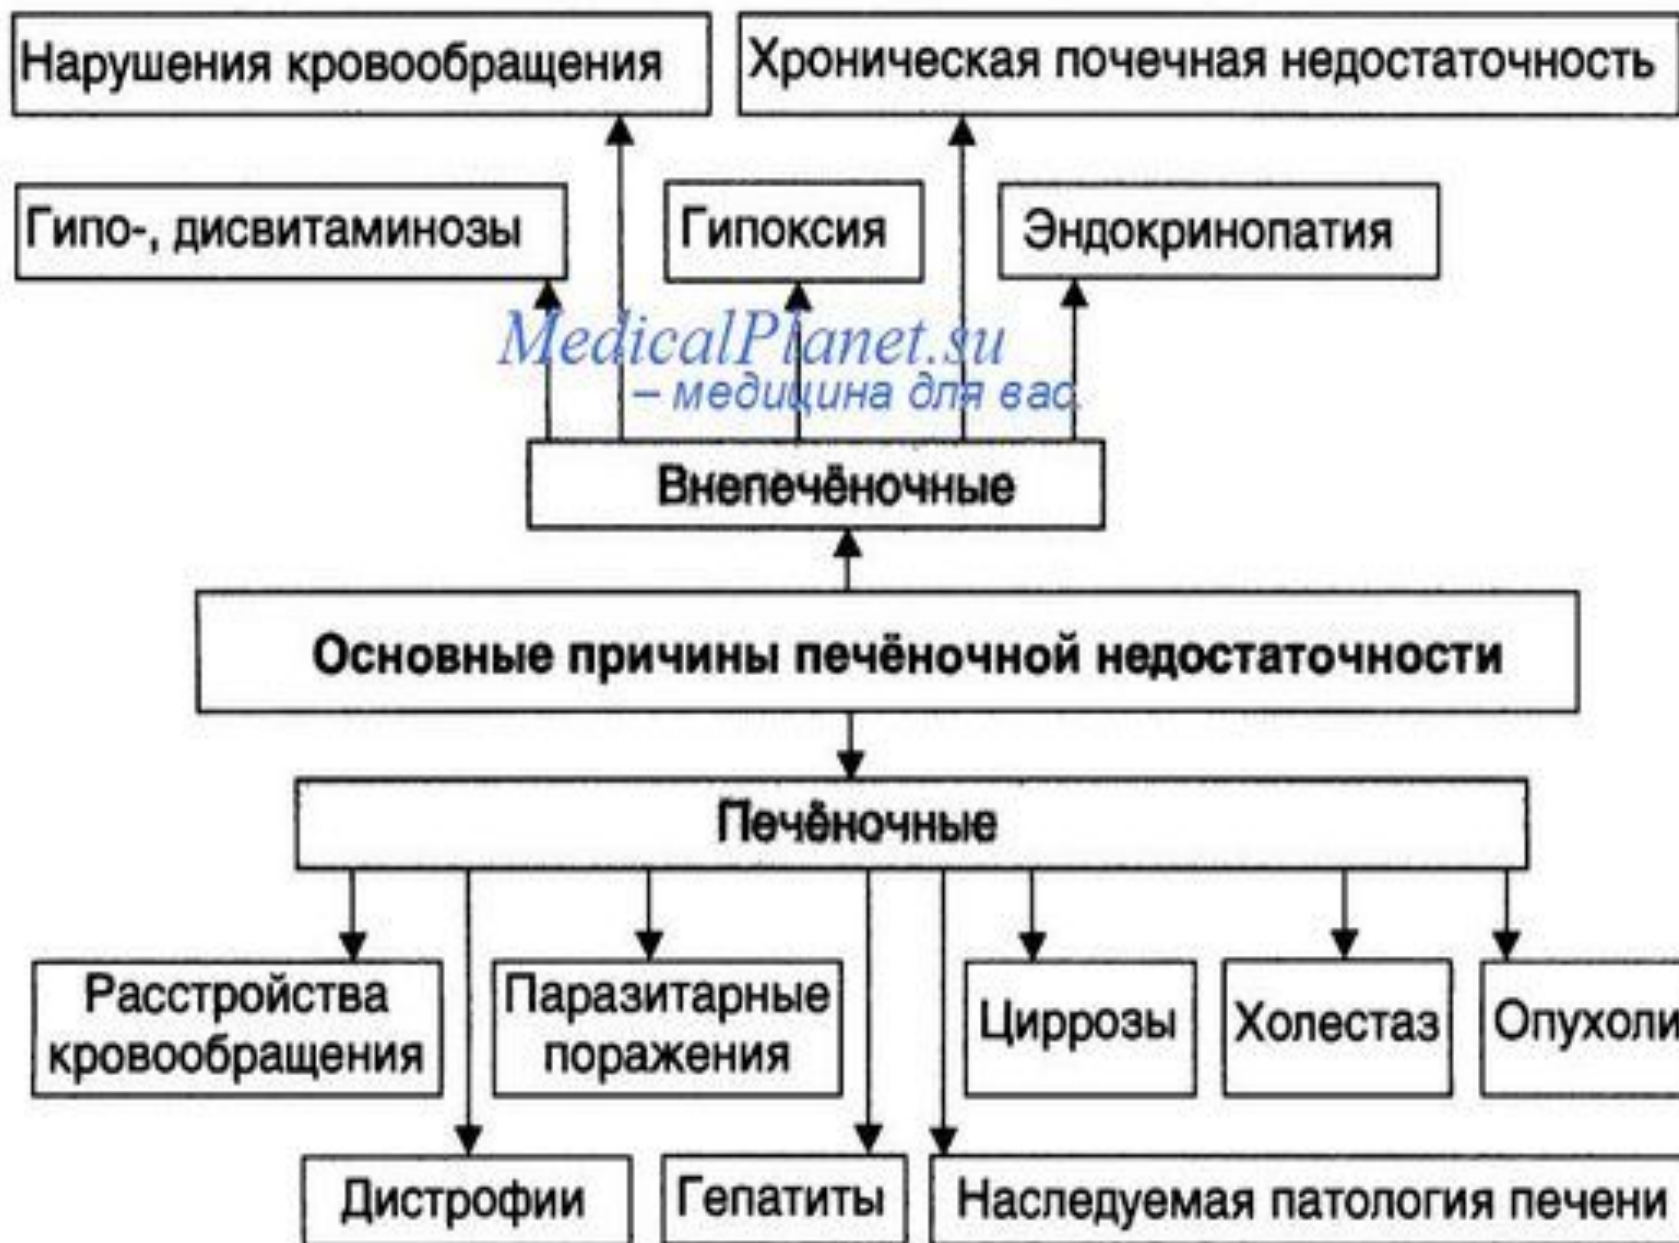 Нарушения кровообращения
Хроническая почечная недостаточность
Гипо-, дисвитаминозы
Гипоксия
Эндокринопатия
MedicalPlanet.su
– медицина для вас.
Внепечёночные
Основные причины печёночной недостаточности
Печёночные
Расстройства
кровообращения
Паразитарные
поражения
Циррозы
Холестаз
Опухоли
Дистрофии
Гепатиты
Наследуемая патология печени